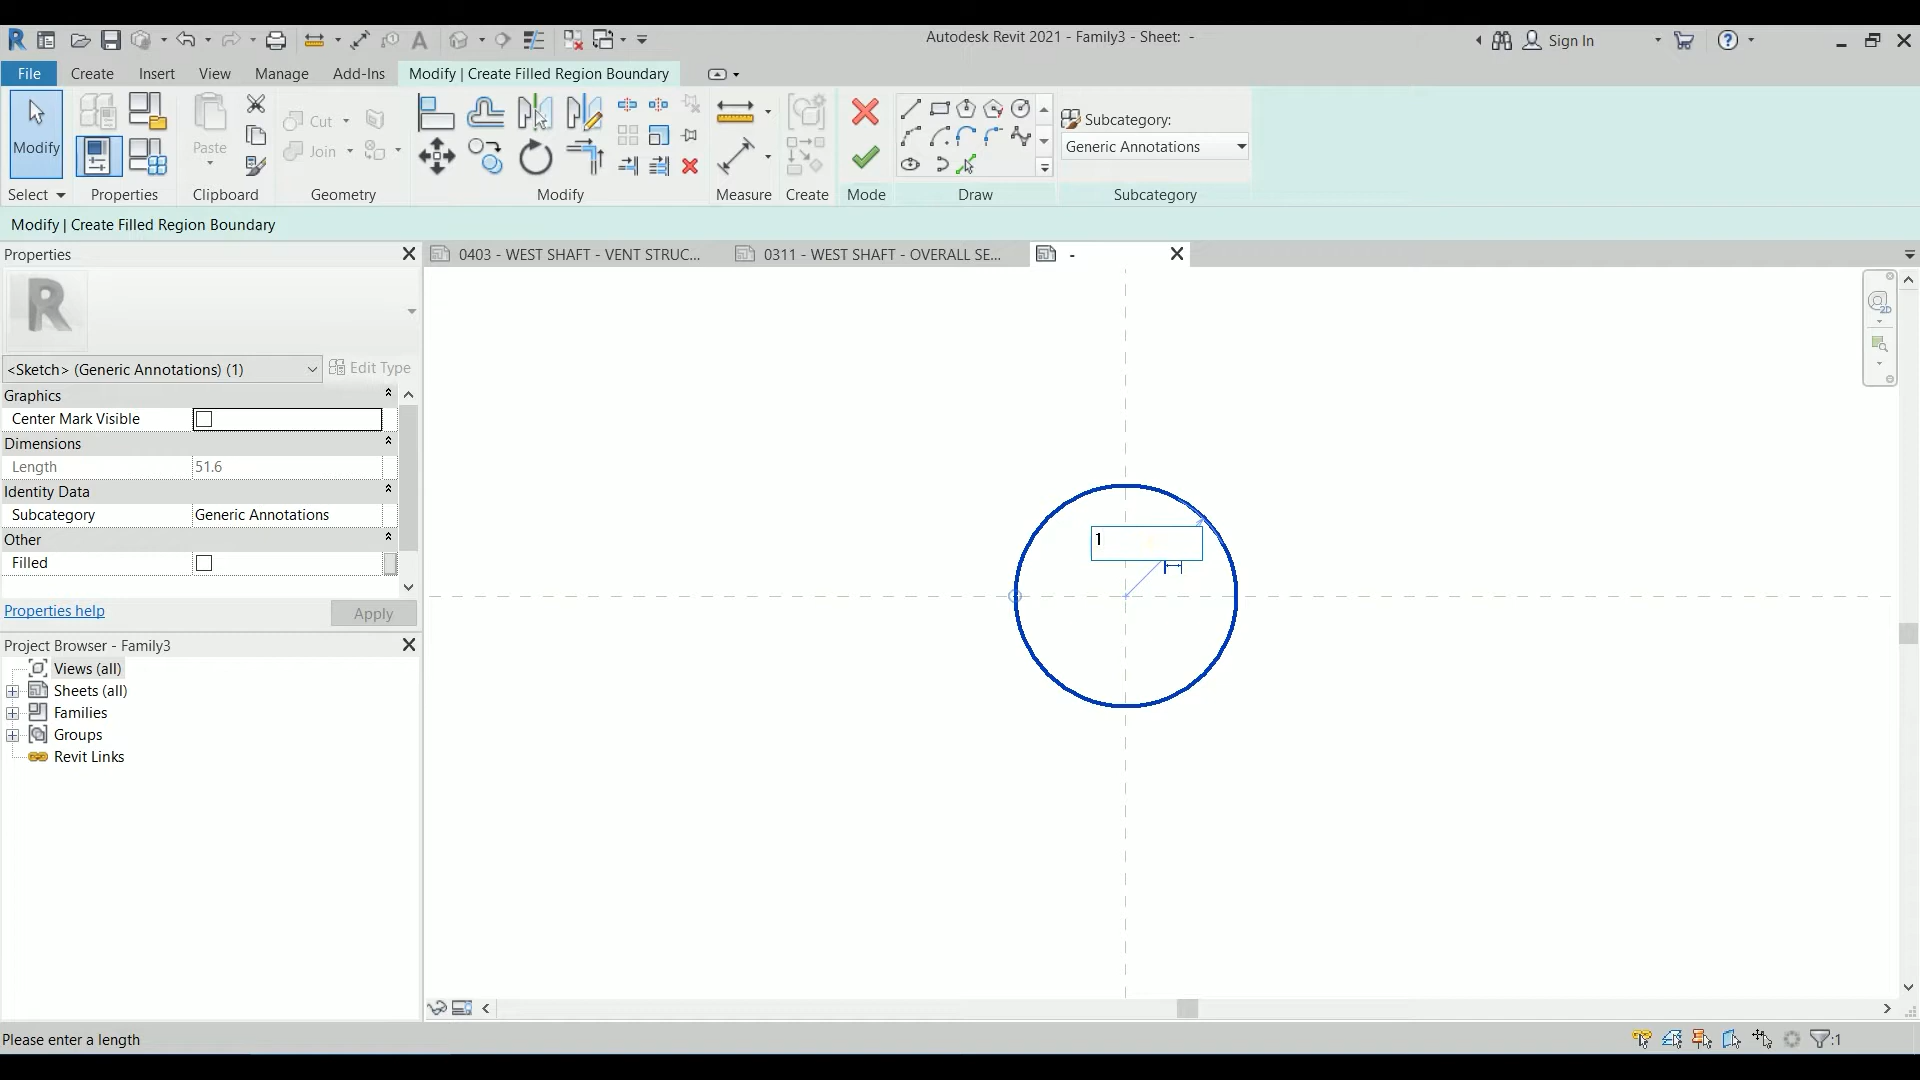 Autodesk Revit 2021 - Family3 - Sheet: -
Sign In
File Create Insert View Manage Add-Ins Modify | Create Filled Region Boundary
Modify
Paste
Cut
Join
Subcategory:
Generic Annotations
Select Properties Clipboard Geometry Modify Measure Create Mode Draw Subcategory
Modify | Create Filled Region Boundary
Properties
0403 - WEST SHAFT - VENT STRUC...
0311 - WEST SHAFT - OVERALL SE...
-
R
<Sketch> (Generic Annotations) (1)
Edit Type
Graphics
Center Mark Visible
Dimensions
Length 51.6
Identity Data
Subcategory Generic Annotations
Other
Filled
Properties help
Apply
Project Browser - Family3
Views (all)
Sheets (all)
Families
Groups
Revit Links
1
2D
Please enter a length
:1